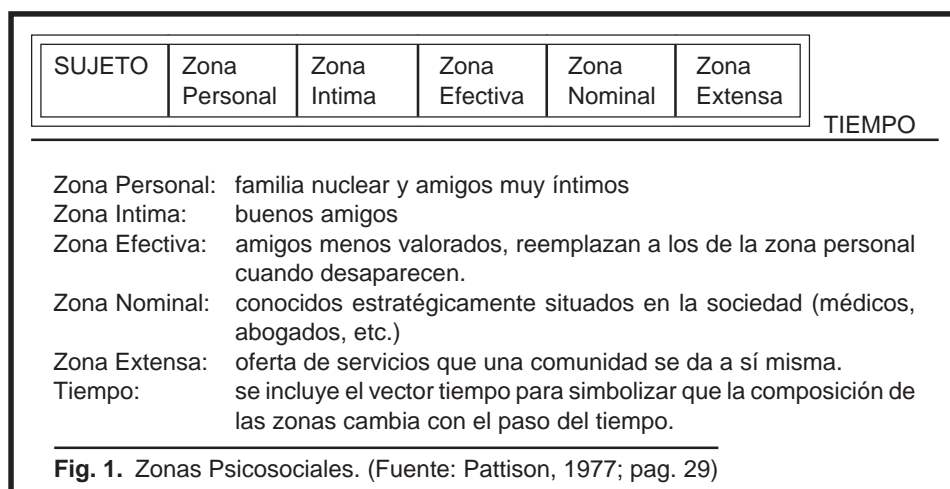 SUJETO Zona Zona Zona Zona Zona
Personal Intima Efectiva Nominal Extensa
TIEMPO
Zona Personal: familia nuclear y amigos muy íntimos
Zona Intima: buenos amigos
Zona Efectiva: amigos menos valorados, reemplazan a los de la zona personal
cuando desaparecen.
Zona Nominal: conocidos estratégicamente situados en la sociedad (médicos,
abogados, etc.)
Zona Extensa: oferta de servicios que una comunidad se da a sí misma.
Tiempo: se incluye el vector tiempo para simbolizar que la composición de
las zonas cambia con el paso del tiempo.
Fig. 1. Zonas Psicosociales. (Fuente: Pattison, 1977; pag. 29)